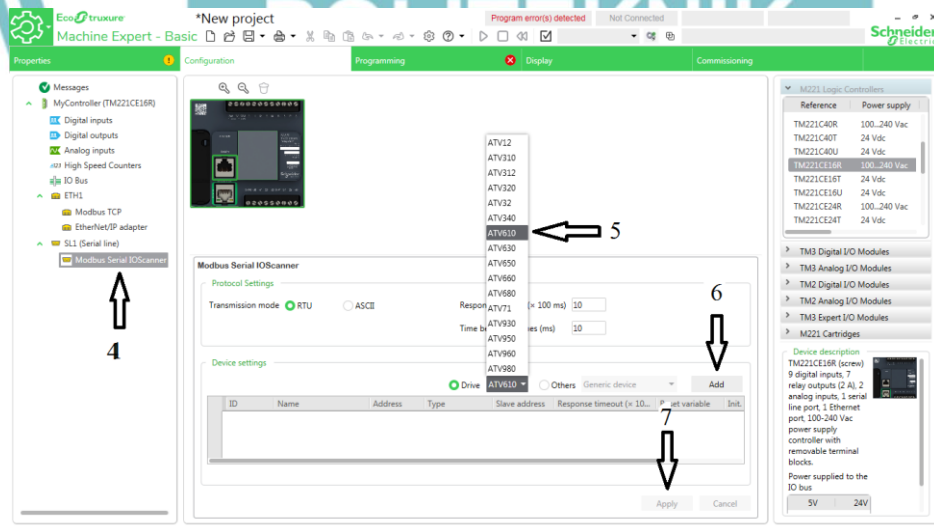 EcoStruxure
Machine Expert - Basic
*New project
Program error(s) detected
Not Connected
Schneider
Electric
Properties
Configuration
Programming
Display
Commissioning
Messages
MyController (TM221CE16R)
Digital inputs
Digital outputs
Analog inputs
High Speed Counters
IO Bus
ETH1
Modbus TCP
EtherNet/IP adapter
SL1 (Serial line)
Modbus Serial IOScanner
4
ATV12
ATV310
ATV312
ATV320
ATV32
ATV340
ATV610
ATV630
ATV650
ATV660
ATV680
ATV71
ATV930
ATV950
ATV960
ATV980
5
6
7
Modbus Serial IOScanner
Protocol Settings
Transmission mode RTU ASCII
Respon (= 100 ms) 10
Time b es (ms) 10
Device settings
Drive ATV610 Others Generic device Add
ID Name Address Type Slave address Response timeout (= 10... et variable Init.
Apply Cancel
M221 Logic Controllers
Reference Power supply
TM221C40R 100...240 Vac
TM221C40T 24 Vdc
TM221C40U 24 Vdc
TM221CE16R 100...240 Vac
TM221CE16T 24 Vdc
TM221CE16U 24 Vdc
TM221CE24R 100...240 Vac
TM221CE24T 24 Vdc
TM3 Digital I/O Modules
TM3 Analog I/O Modules
TM2 Digital I/O Modules
TM2 Analog I/O Modules
TM3 Expert I/O Modules
M221 Cartridges
Device description
TM221CE16R (screw)
9 digital inputs, 7
relay outputs (2 A), 2
analog inputs, 1 serial
line port, 1 Ethernet
port, 100-240 Vac
power supply
controller with
removable terminal
blocks.
Power supplied to the
IO bus
5V 24V